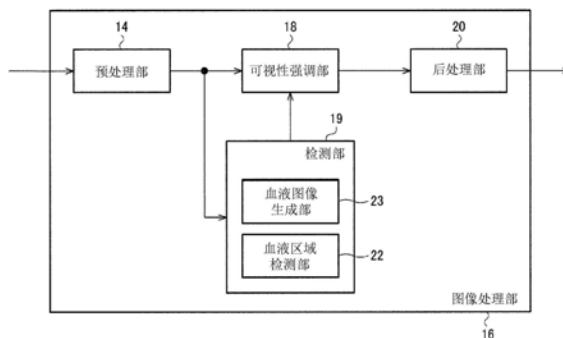 14
18
20
预处理部
可视性强调部
后处理部
19
检测部
血液图像
生成部
23
血液区域
检测部
22
图像处理部
16